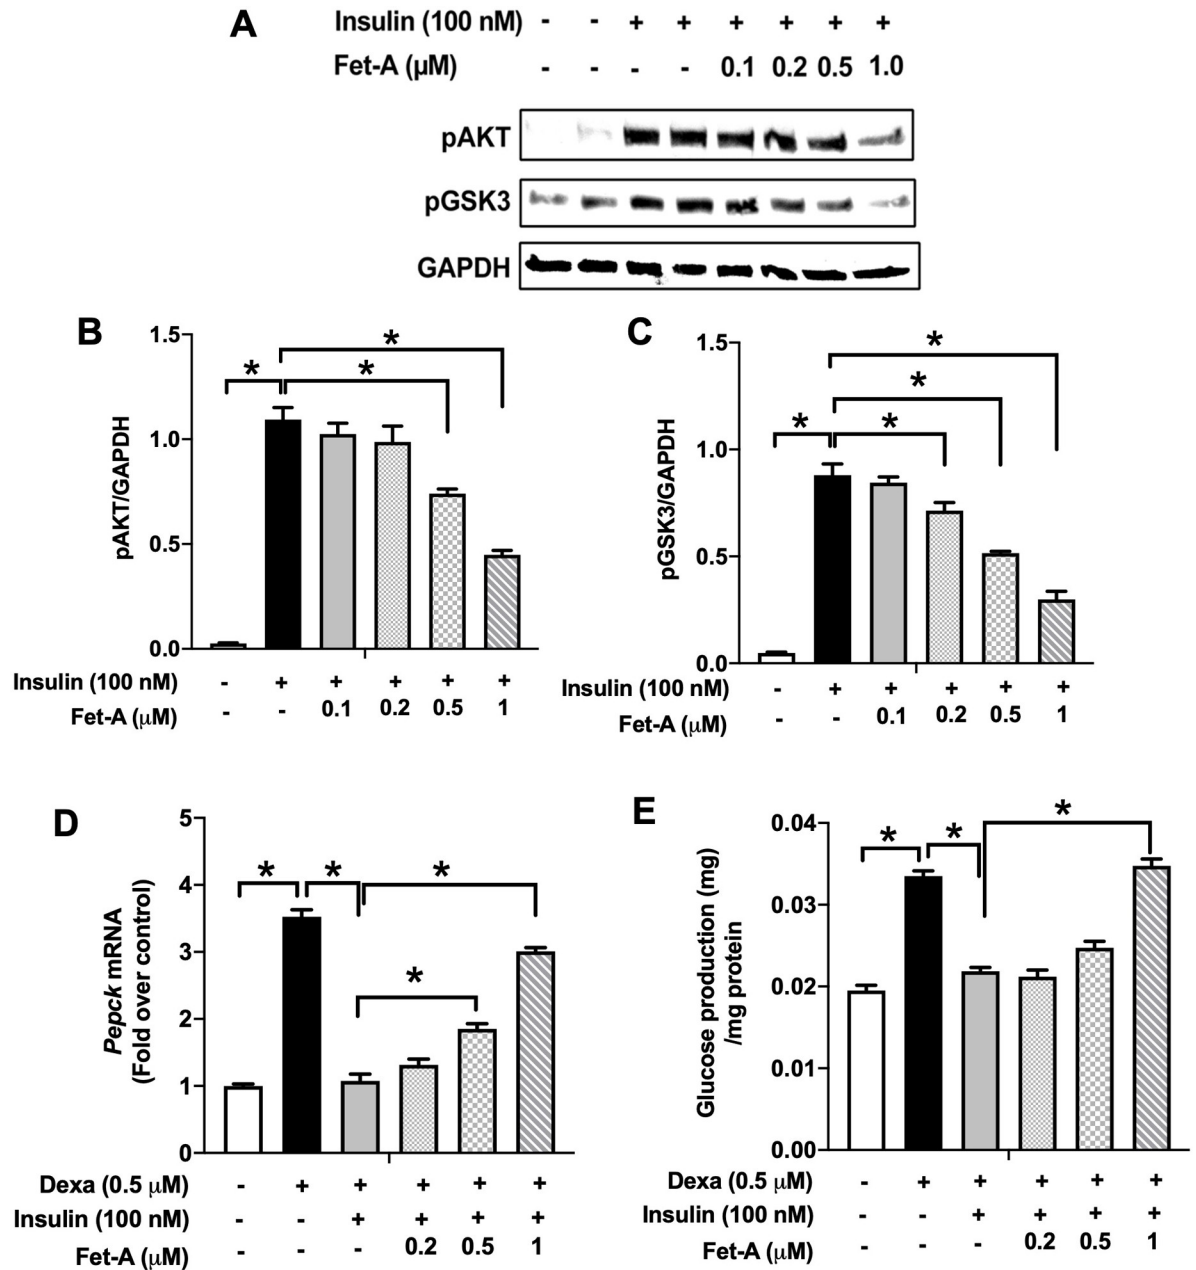 A
Insulin (100 nM) - - + + + + + +
Fet-A (µM) - - - - 0.1 0.2 0.5 1.0
pAKT
pGSK3
GAPDH
B
pAKT/GAPDH
1.5
1.0
0.5
0.0
* * *
Insulin (100 nM) - + + + + +
Fet-A (µM) - - 0.1 0.2 0.5 1
C
pGSK3/GAPDH
1.5
1.0
0.5
0.0
* * * *
Insulin (100 nM) - + + + + +
Fet-A (µM) - - 0.1 0.2 0.5 1
D
Pepck mRNA
(Fold over control)
5
4
3
2
1
0
* * * *
Dexa (0.5 µM) - + + + + +
Insulin (100 nM) - - + + + +
Fet-A (µM) - - - 0.2 0.5 1
E
Glucose production (mg)
/mg protein
0.04
0.03
0.02
0.01
0.00
* * *
Dexa (0.5 µM) - + + + + +
Insulin (100 nM) - - + + + +
Fet-A (µM) - - - 0.2 0.5 1